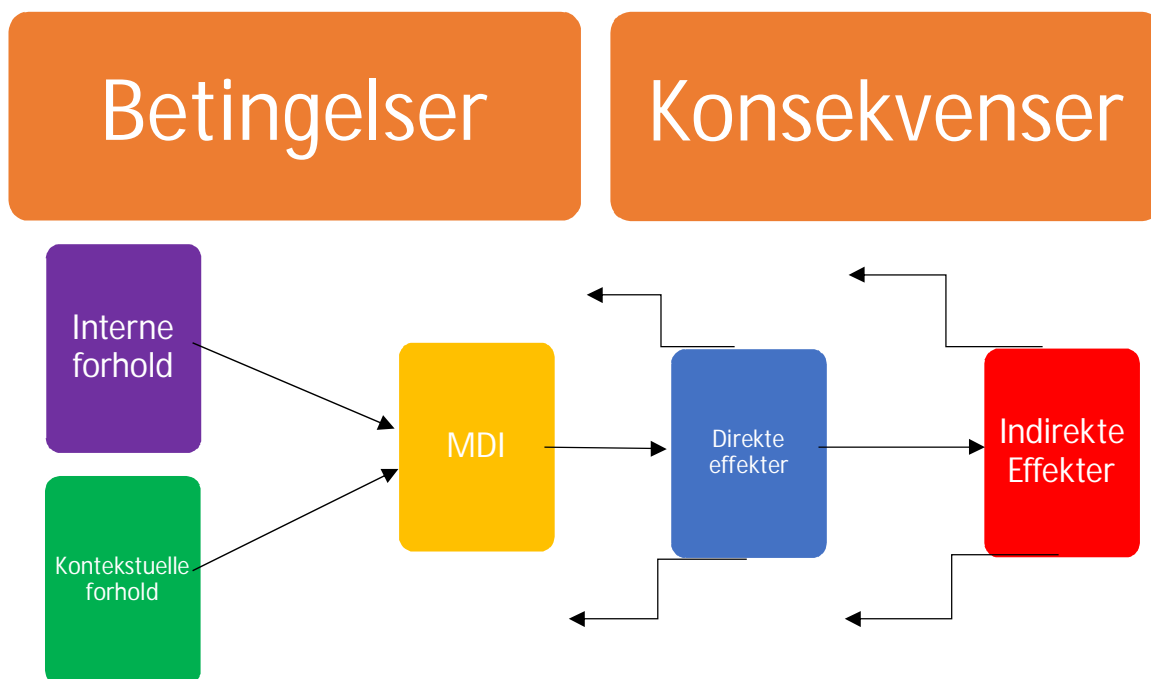 Betingelser
Konsekvenser
Interne
forhold
MDI
Direkte
effekter
Indirekte
Effekter
Kontekstuelle
forhold